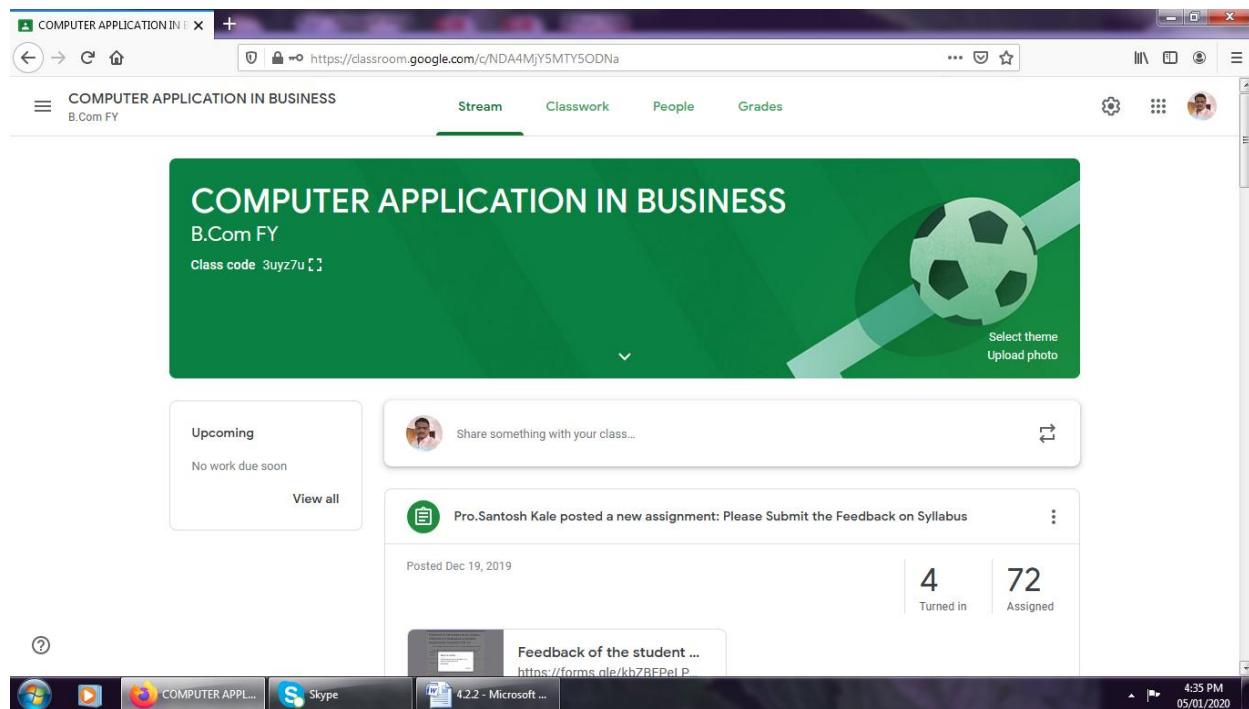 COMPUTER APPLICATION IN E
https://classroom.google.com/c/NDA4MjY5MTY5ODNa
COMPUTER APPLICATION IN BUSINESS
B.Com FY
Stream Classwork People Grades
COMPUTER APPLICATION IN BUSINESS
B.Com FY
Class code 3uyz7u
Select theme
Upload photo
Upcoming
No work due soon
View all
Share something with your class...
Pro.Santosh Kale posted a new assignment: Please Submit the Feedback on Syllabus
Posted Dec 19, 2019
4 72
Turned in Assigned
Feedback of the student ...
https://forms.gle/kbZBFPeLP...
COMPUTER APPL... Skype 4.2.2 - Microsoft ... 4:35 PM
05/01/2020